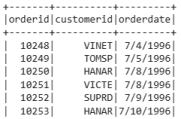 +-------+----------+---------+
|orderid|customerid|orderdate|
+-------+----------+---------+
| 10248| VINET| 7/4/1996|
| 10249| TOMSP| 7/5/1996|
| 10250| HANAR| 7/8/1996|
| 10251| VICTE| 7/8/1996|
| 10252| SUPRD| 7/9/1996|
| 10253| HANAR|7/10/1996|